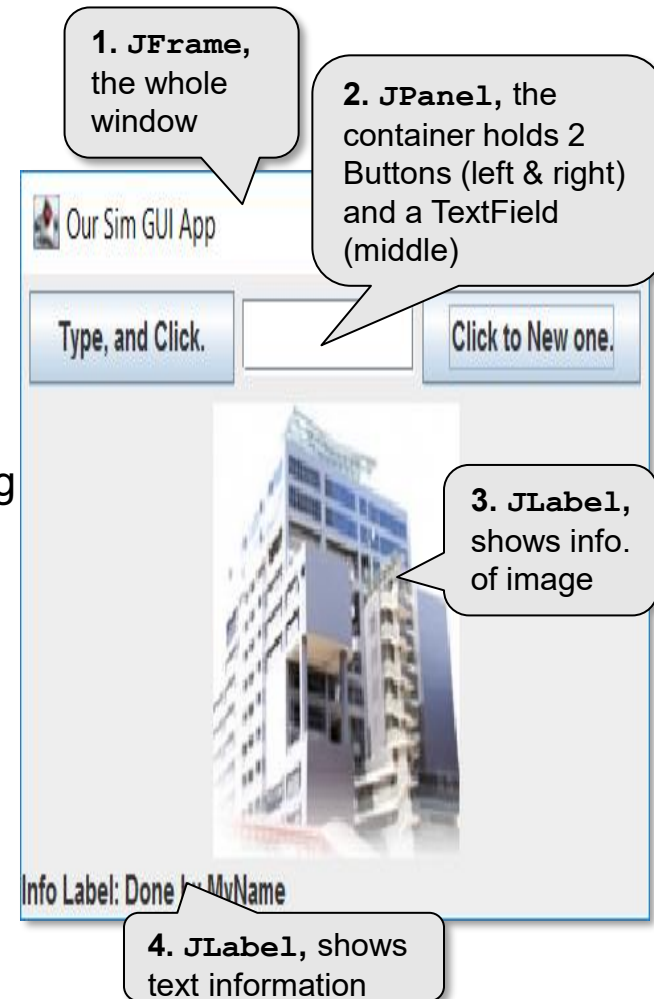 1. JFrame,
the whole
window
2. JPanel, the
container holds 2
Buttons (left & right)
and a TextField
(middle)
Our Sim GUI App
Type, and Click.
Click to New one.
g
3. JLabel,
shows info.
of image
Info Label: Done by MyName
4. JLabel, shows
text information